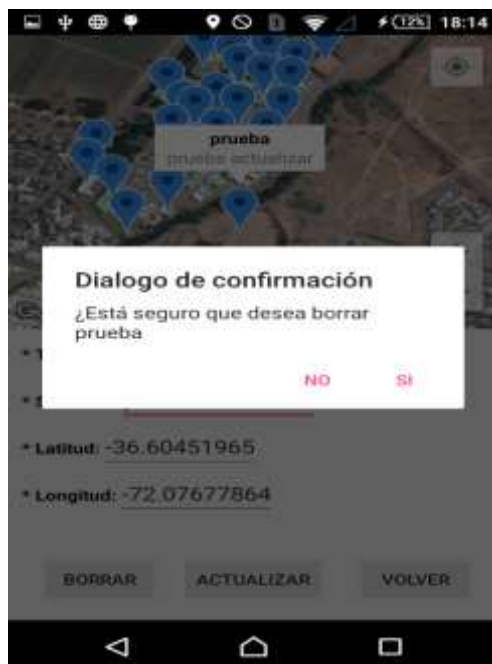 12% 18:14
prueba
prueba actualizar
Dialogo de confirmación
¿Está seguro que desea borrar
prueba
NO SI
* T
* S
* Latitud: -36.60451965
* Longitud: -72.07677864
BORRAR ACTUALIZAR VOLVER